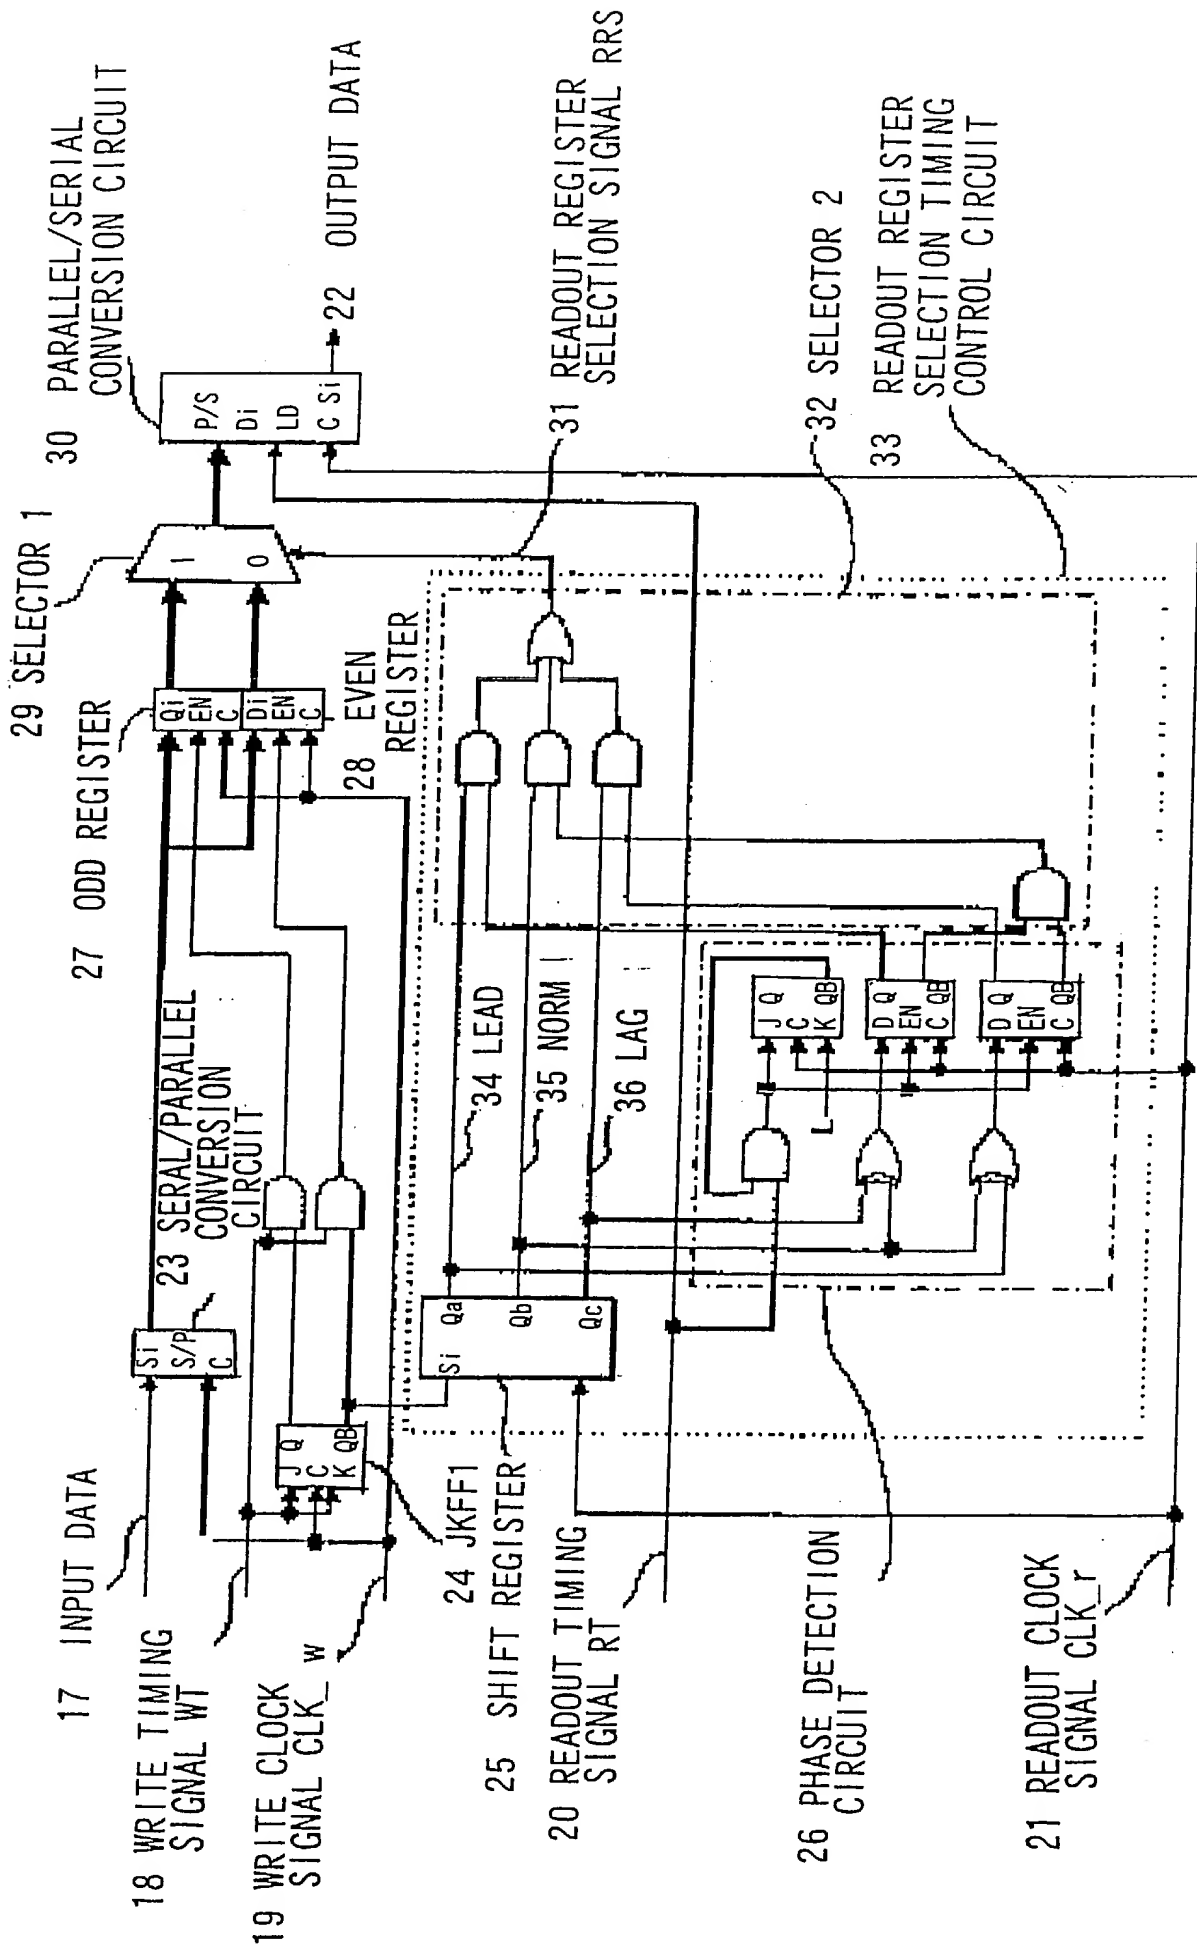 17 INPUT DATA
18 WRITE TIMING
SIGNAL WT
19 WRITE CLOCK
SIGNAL CLK_w
23 SERAL/PARALLEL
CONVERSION
CIRCUIT
Si
S/P
C
J Q
C
K QB
24 JKFF1
25 SHIFT REGISTER
20 READOUT TIMING
SIGNAL RT
26 PHASE DETECTION
CIRCUIT
21 READOUT CLOCK
SIGNAL CLK_r
Si
Qa
Qb
Qc
34 LEAD
35 NORM
36 LAG
L
J Q
C
K QB
D Q
EN
C QB
D Q
EN
C QB
27 ODD REGISTER
Qi
EN
C
Di
EN
C
28 EVEN
REGISTER
29 SELECTOR 1
1
0
30 PARALLEL/SERIAL
CONVERSION CIRCUIT
P/S
Di
LD
C Si
22 OUTPUT DATA
31 READOUT REGISTER
SELECTION SIGNAL RRS
32 SELECTOR 2
33 READOUT REGISTER
SELECTION TIMING
CONTROL CIRCUIT